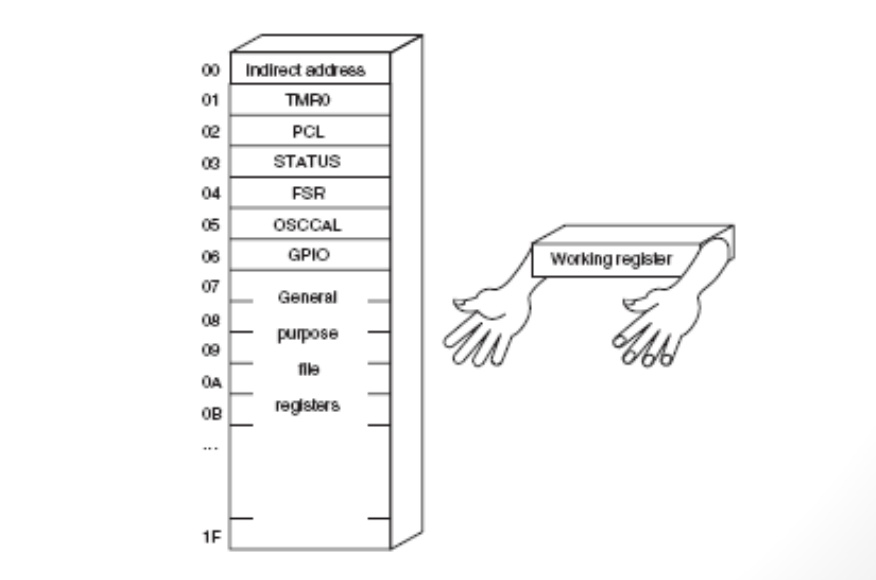 00 Indirect address
01 TMR0
02 PCL
03 STATUS
04 FSR
05 OSCCAL
06 GPIO
07
General
08
purpose
09
file
0A
registers
0B
...
1F
Working register